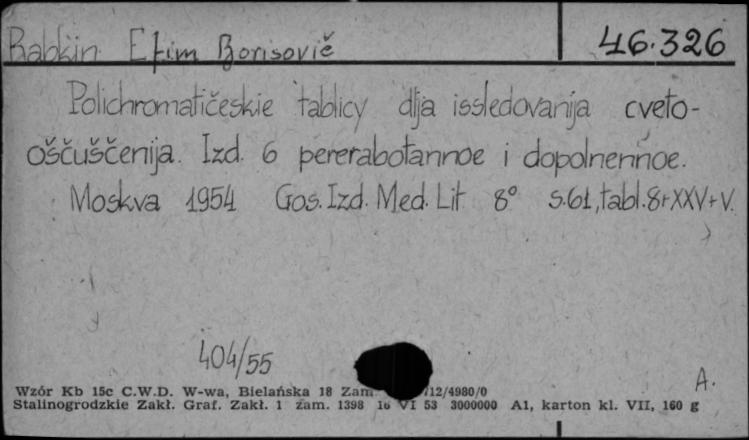 Rabkin Efim Borisovič 46.326
Polichromatičeskie tablicy dlja issledovanija cveto-
oščuščenija. Izd. 6 pererabotannoe i dopolnennoe.
Moskva 1954 Gos. Izd. Med. Lit 8° s.61, tabl.8+XXV+V.
404/55
A.
Wzór Kb 15c C.W.D. W-wa, Bielańska 18 Zam. /12/4980/0
Stalinogrodzkie Zakł. Graf. Zakł. 1 zam. 1398 16 VI 53 3000000 A1, karton kl. VII, 160 g